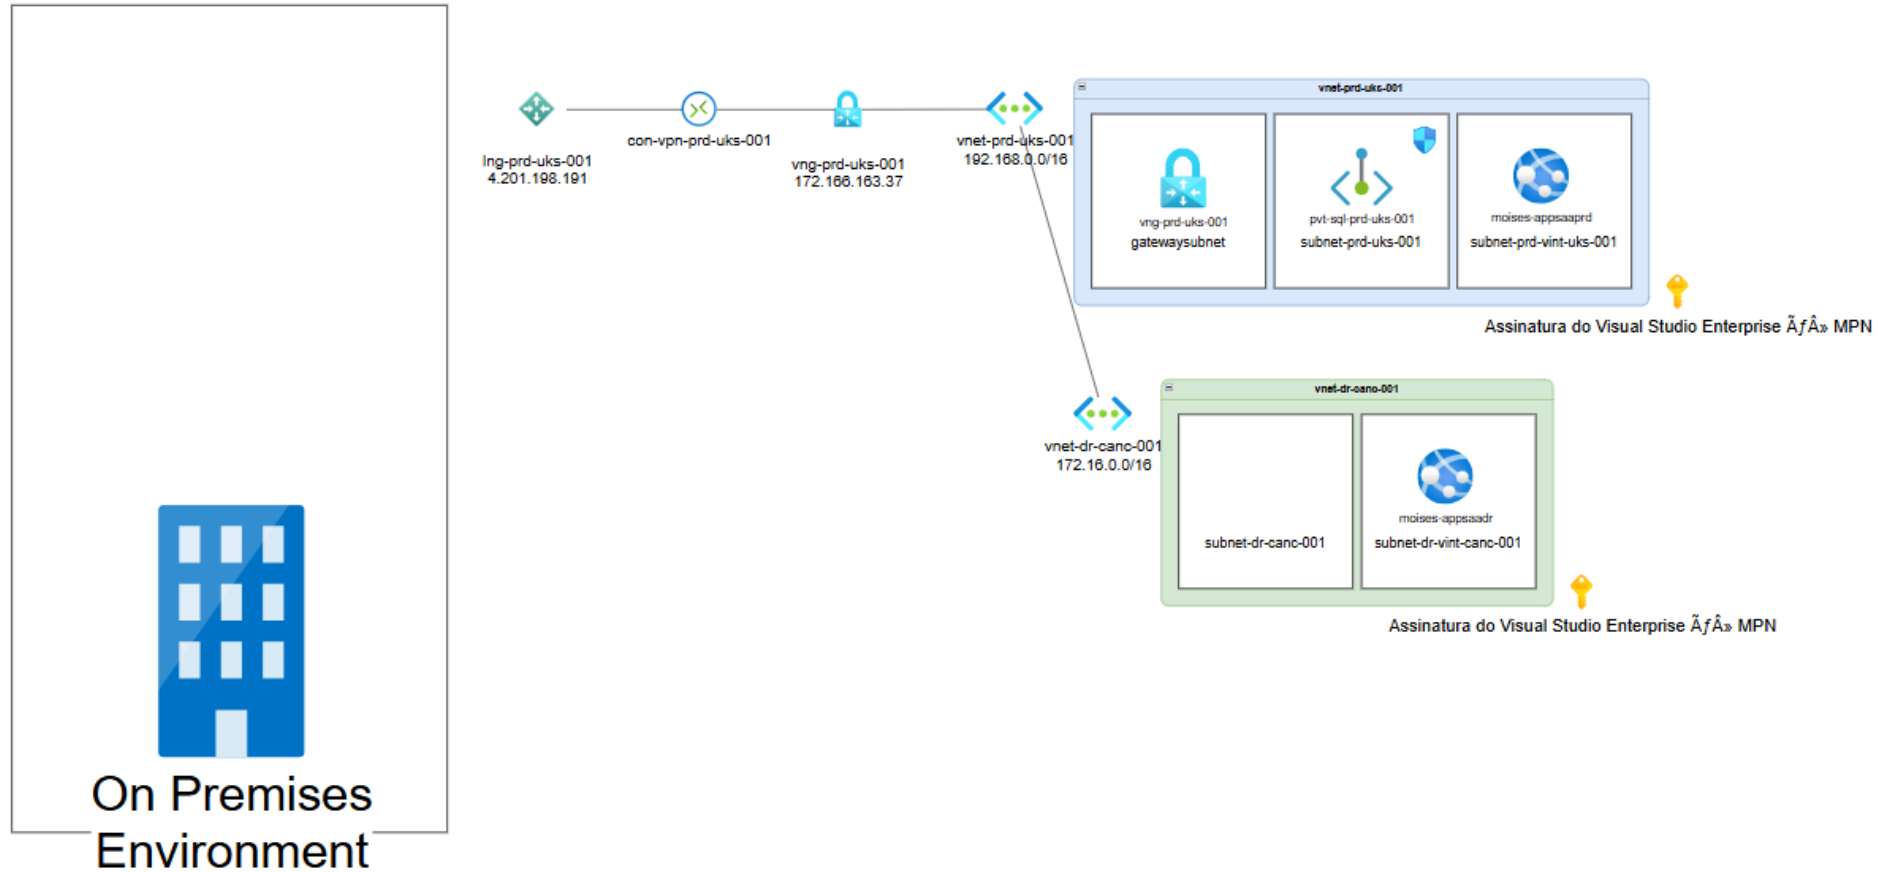 On Premises
Environment
lng-prd-uks-001
4.201.198.191
con-vpn-prd-uks-001
vng-prd-uks-001
172.166.163.37
vnet-prd-uks-001
192.168.0.0/16
vnet-prd-uks-001
vng-prd-uks-001
gatewaysubnet
pvt-sql-prd-uks-001
subnet-prd-uks-001
moises-appsaaprd
subnet-prd-vint-uks-001
Assinatura do Visual Studio Enterprise Ãƒâ€šÃ‚Â» MPN
vnet-dr-canc-001
172.16.0.0/16
vnet-dr-canc-001
subnet-dr-canc-001
moises-appsaadr
subnet-dr-vint-canc-001
Assinatura do Visual Studio Enterprise ÃƒÂ» MPN